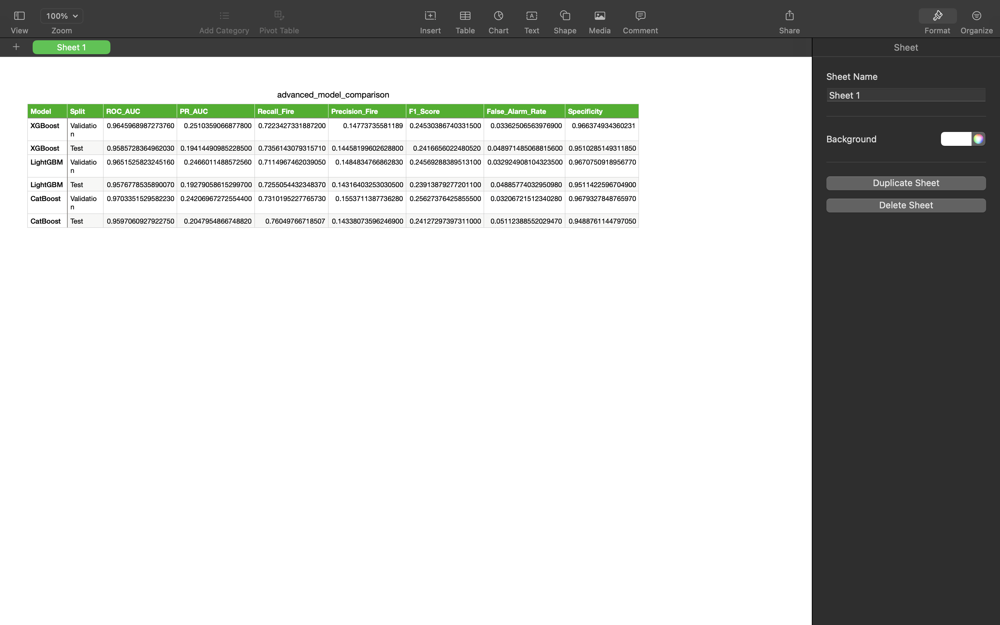 100%
View Zoom Add Category Pivot Table Insert Table Chart Text Shape Media Comment Share Format Organize
+ Sheet 1 Sheet
Sheet Name
Sheet 1
Background
Duplicate Sheet
Delete Sheet
advanced_model_comparison
Model Split ROC_AUC PR_AUC Recall_Fire Precision_Fire F1_Score False_Alarm_Rate Specificity
XGBoost Validatio 0.9645968987273760 0.2510359066877800 0.7223427331887200 0.14773735581189 0.24530386740331500 0.03362506563976900 0.966374934360231
n
XGBoost Test 0.9585728364962030 0.19414490985228500 0.7356143079315710 0.14458199602628800 0.2416656022480520 0.048971485068815600 0.9510285149311850
LightGBM Validatio 0.9651525823245160 0.2466011488572560 0.7114967462039050 0.1484834766862830 0.24569288389513100 0.032924908104323500 0.9670750918956770
n
LightGBM Test 0.9576778535890070 0.19279058615299700 0.7255054432348370 0.14316403253030500 0.23913879277201100 0.04885774032950980 0.9511422596704900
CatBoost Validatio 0.9703351529582230 0.24206967272554400 0.7310195227765730 0.1553711387736280 0.25627376425855500 0.03206721512340280 0.9679327848765970
n
CatBoost Test 0.9597060927922750 0.2047954866748820 0.76049766718507 0.14338073596246900 0.24127297397311000 0.05112388552029470 0.9488761144797050